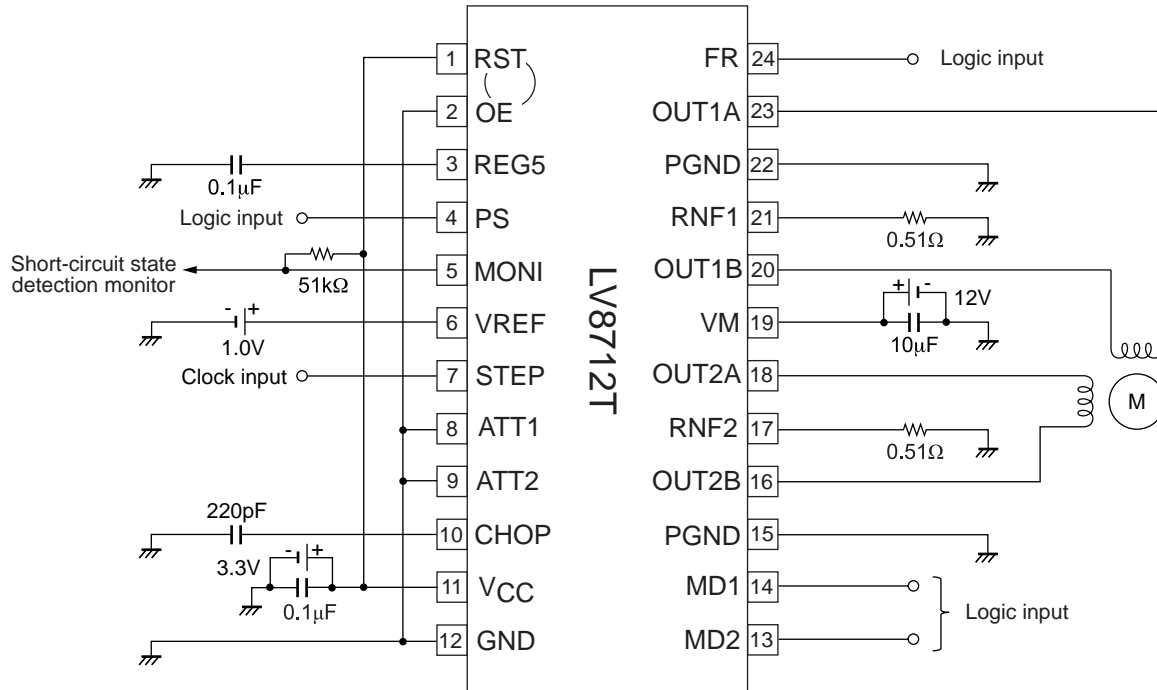 1 RST
2 OE
3 REG5
0.1μF
Logic input
4 PS
Short-circuit state
detection monitor
51kΩ
5 MONI
- +
1.0V
6 VREF
Clock input
7 STEP
8 ATT1
9 ATT2
220pF
10 CHOP
3.3V
- +
0.1μF
11 VCC
12 GND
LV8712T
FR 24
Logic input
OUT1A 23
PGND 22
RNF1 21
0.51Ω
OUT1B 20
VM 19
+ -
12V
10μF
OUT2A 18
M
RNF2 17
0.51Ω
OUT2B 16
PGND 15
MD1 14
Logic input
MD2 13